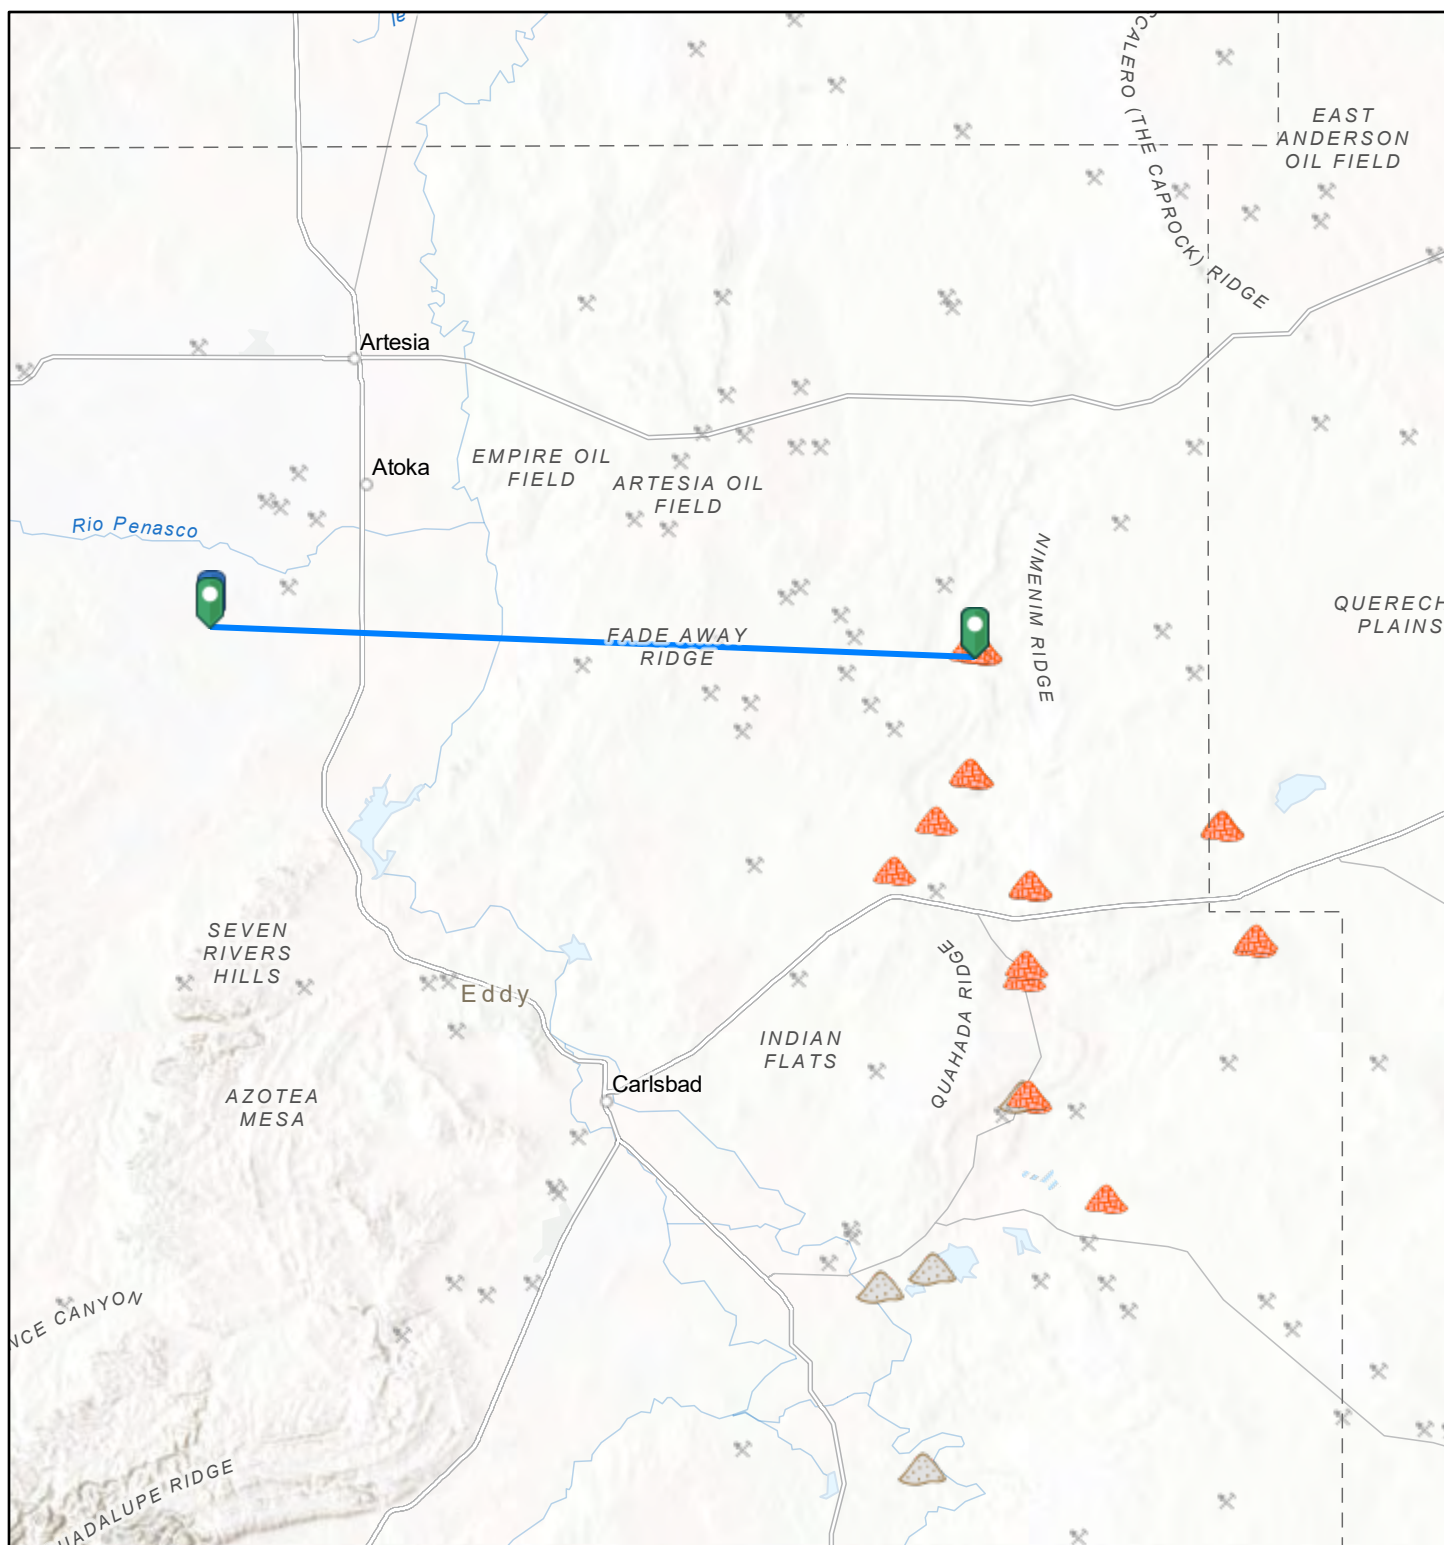 CALERO (THE CAPROCK) RIDGE
EAST
ANDERSON
OIL FIELD
Artesia
Atoka
EMPIRE OIL
FIELD
ARTESIA OIL
FIELD
Rio Penasco
NIMENIM RIDGE
QUERECH
PLAINS
FADE AWAY
RIDGE
SEVEN
RIVERS
HILLS
Eddy
QUAHADA RIDGE
INDIAN
FLATS
Carlsbad
AZOTEA
MESA
NCE CANYON
UADALUPE RIDGE